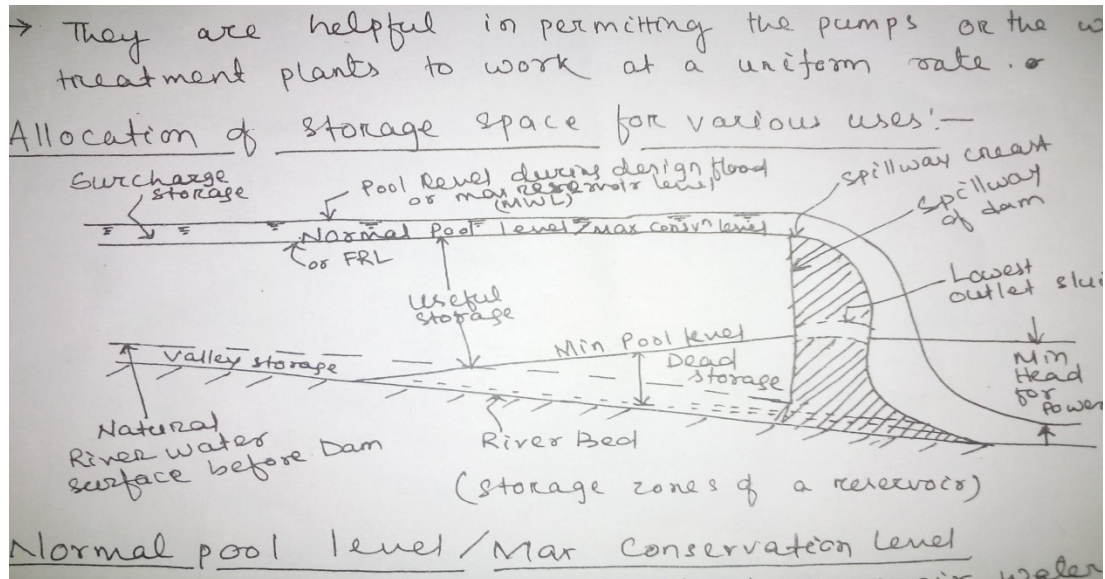 → They are helpful in permitting the pumps or the w
treatment plants to work at a uniform rate.
Allocation of storage space for various uses:—
Surcharge
storage
Pool level during design flood
or max reservoir level
(MWL)
spillway creast
spillway
of dam
Normal Pool level/Max Consvn level
or FRL
Lowest
outlet slui
Useful
storage
Min Pool level
Valley storage
Dead
storage
Min
Head
for
Power
Natural
River water
surface before Dam
River Bed
(storage zones of a reservoir)
Normal pool level/Max Conservation Level
water